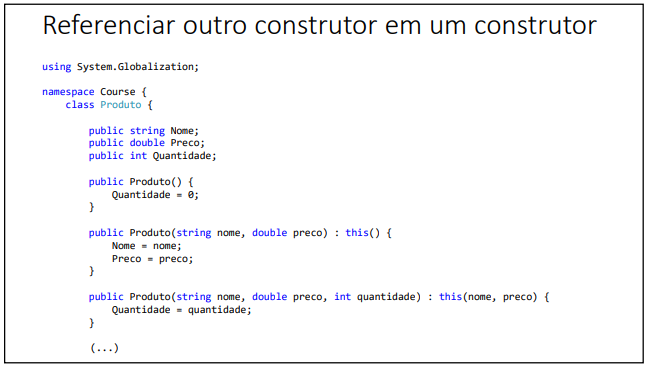 Referenciar outro construtor em um construtor
using System.Globalization;
namespace Course {
class Produto {
public string Nome;
public double Preco;
public int Quantidade;
public Produto() {
Quantidade = 0;
}
public Produto(string nome, double preco) : this() {
Nome = nome;
Preco = preco;
}
public Produto(string nome, double preco, int quantidade) : this(nome, preco) {
Quantidade = quantidade;
}
(...)